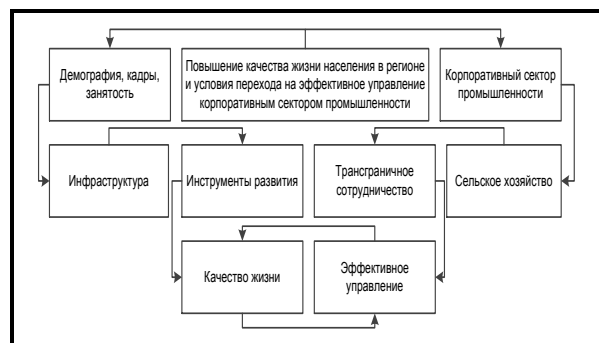 Демография, кадры,
занятость
Повышение качества жизни населения в регионе
и условия перехода на эффективное управление
корпоративным сектором промышленности
Корпоративный сектор
промышленности
Инфраструктура
Инструменты развития
Трансграничное
сотрудничество
Сельское хозяйство
Качество жизни
Эффективное
управление